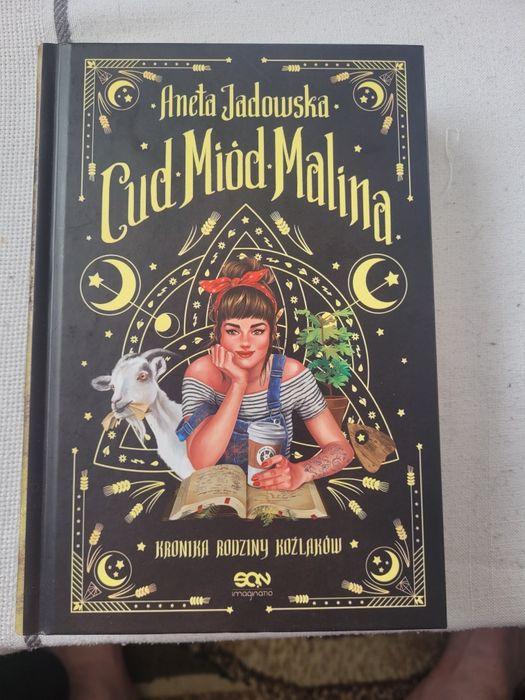 Aneta Jadowska
Cud·Miód·Malina
KRONIKA RODZINY KOŹLAKÓW
SQN
imaginatio